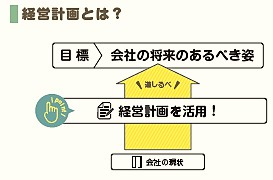 経営計画とは？
目標 会社の将来のあるべき姿
道しるべ
POINT
経営計画を活用！
会社の現状